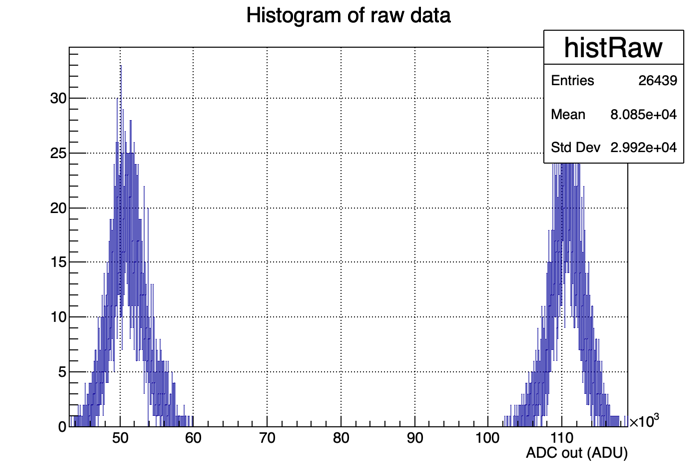 Histogram of raw data
histRaw
Entries 26439
Mean 8.085e+04
Std Dev 2.992e+04
30
25
20
15
10
5
0
50 60 70 80 90 100 110
×10³
ADC out (ADU)